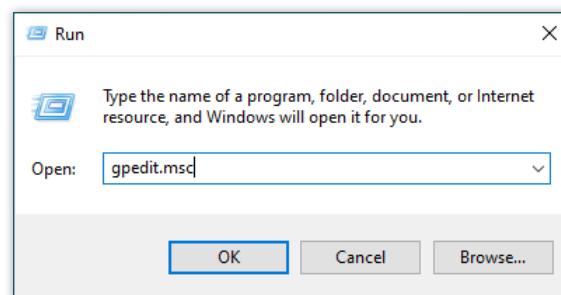 Run
Type the name of a program, folder, document, or Internet
resource, and Windows will open it for you.
Open: gpedit.msc
OK Cancel Browse...